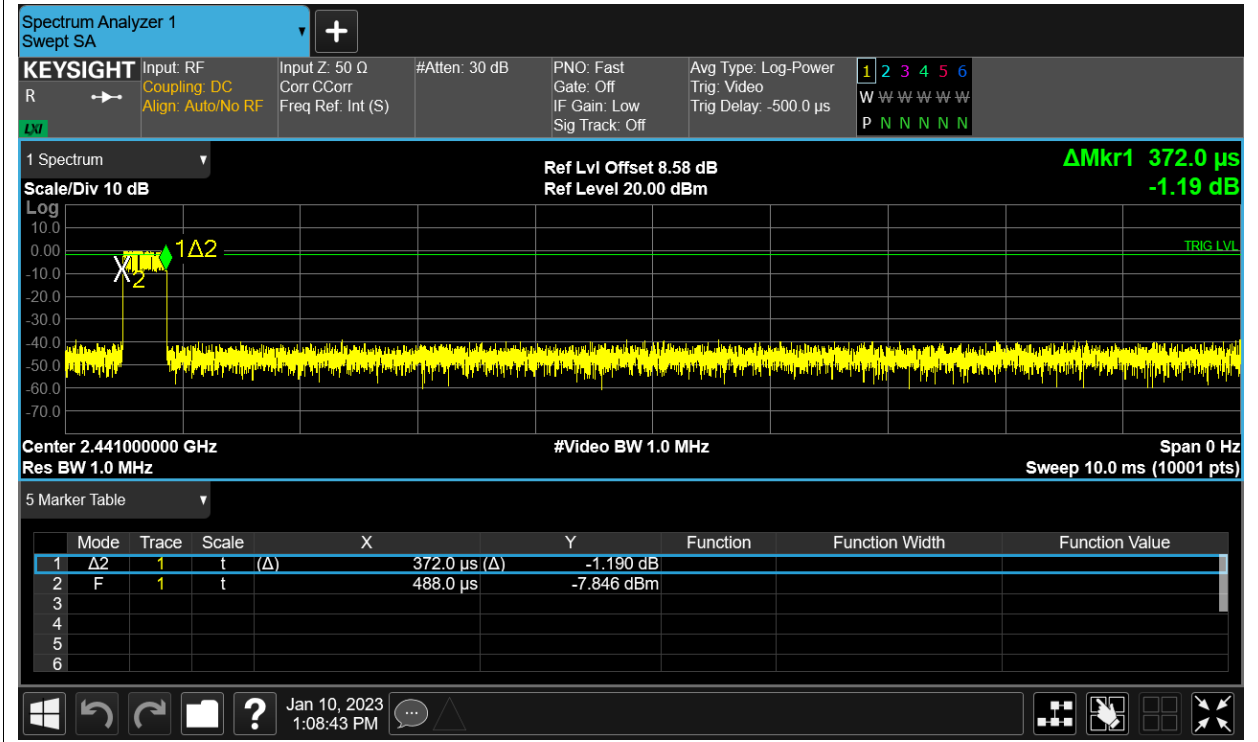 Spectrum Analyzer 1
Swept SA
KEYSIGHT Input: RF Input Z: 50 Ω #Atten: 30 dB PNO: Fast Avg Type: Log-Power 1 2 3 4 5 6
R Coupling: DC Corr CCorr Gate: Off Trig: Video W W W W W W
Align: Auto/No RF Freq Ref: Int (S) IF Gain: Low Trig Delay: -500.0 µs
LXI Sig Track: Off P N N N N N
1 Spectrum Ref Lvl Offset 8.58 dB ΔMkr1 372.0 µs
Scale/Div 10 dB Ref Level 20.00 dBm -1.19 dB
Log
10.0
0.00 1Δ2 TRIG LVL
-10.0 X2
-20.0
-30.0
-40.0
-50.0
-60.0
-70.0
Center 2.441000000 GHz #Video BW 1.0 MHz Span 0 Hz
Res BW 1.0 MHz Sweep 10.0 ms (10001 pts)
5 Marker Table
Mode Trace Scale X Y Function Function Width Function Value
1 Δ2 1 t (Δ) 372.0 µs (Δ) -1.190 dB
2 F 1 t 488.0 µs -7.846 dBm
3
4
5
6
? Jan 10, 2023
1:08:43 PM